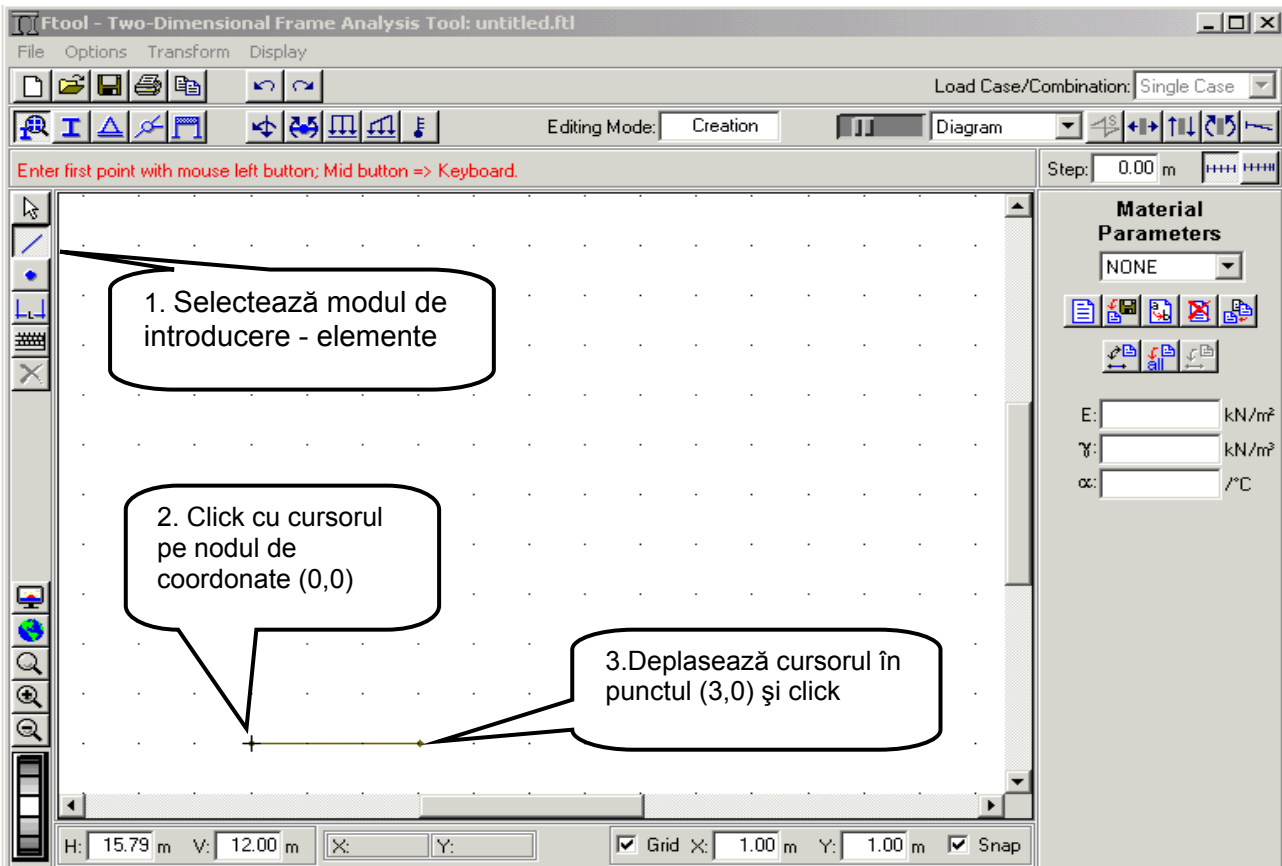 Ftool - Two-Dimensional Frame Analysis Tool: untitled.ftl
File Options Transform Display
Load Case/Combination: Single Case
Editing Mode: Creation Diagram
Enter first point with mouse left button; Mid button => Keyboard.
Step: 0.00 m
Material
Parameters
NONE
all
E: kN/m²
γ: kN/m³
α: /°C
1. Selectează modul de
introducere - elemente
2. Click cu cursorul
pe nodul de
coordonate (0,0)
3.Deplasează cursorul în
punctul (3,0) şi click
H: 15.79 m V: 12.00 m X: Y: Grid X: 1.00 m Y: 1.00 m Snap